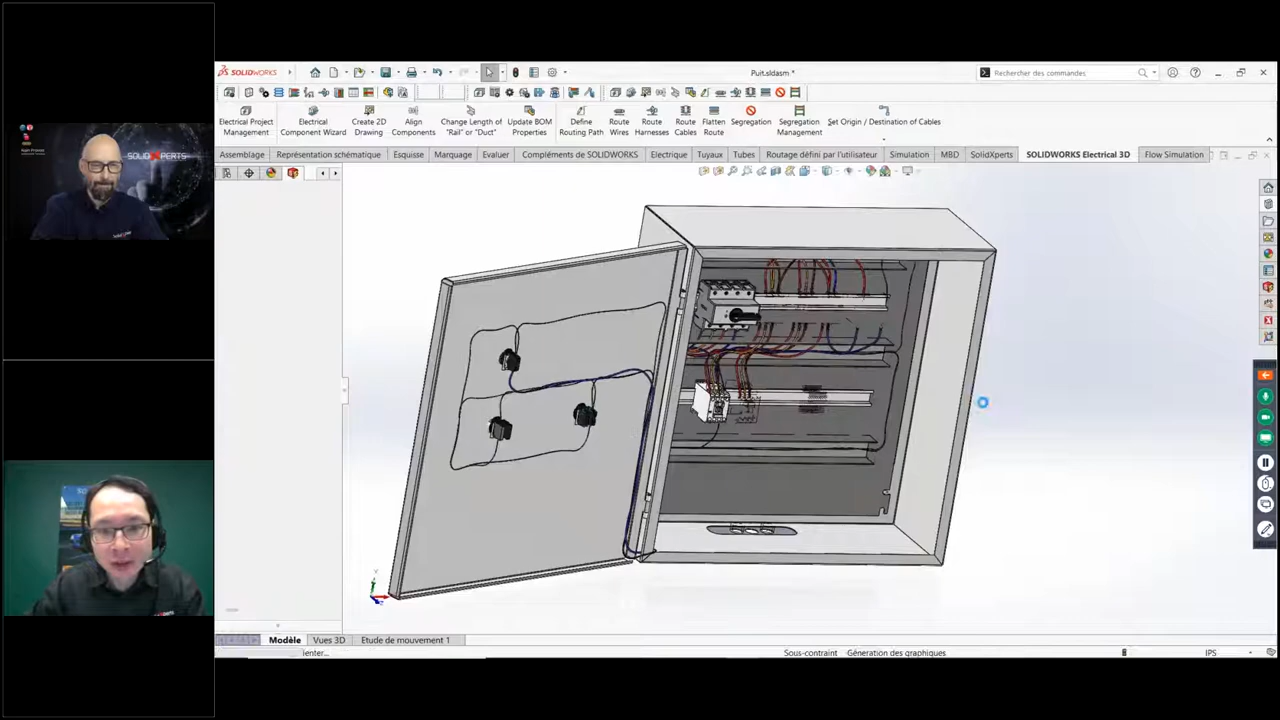 SOLIDWORKS
Puit.sldasm *
Rechercher des commandes
Electrical Project Management
Electrical Component Wizard
Create 2D Drawing
Align Components
Change Length of "Rail" or "Duct"
Update BOM Properties
Define Routing Path
Route Wires
Route Harnesses
Route Cables
Flatten Route
Segregation
Segregation Management
Set Origin / Destination of Cables
Assemblage
Représentation schématique
Esquisse
Marquage
Evaluer
Compléments de SOLIDWORKS
Electrique
Tuyaux
Tubes
Routage défini par l'utilisateur
Simulation
MBD
SolidXperts
SOLIDWORKS Electrical 3D
Flow Simulation
SOLIDXPERTS
Modèle
Vues 3D
Etude de mouvement 1
lenter...
Sous-contraint
Génération des graphiques
IPS